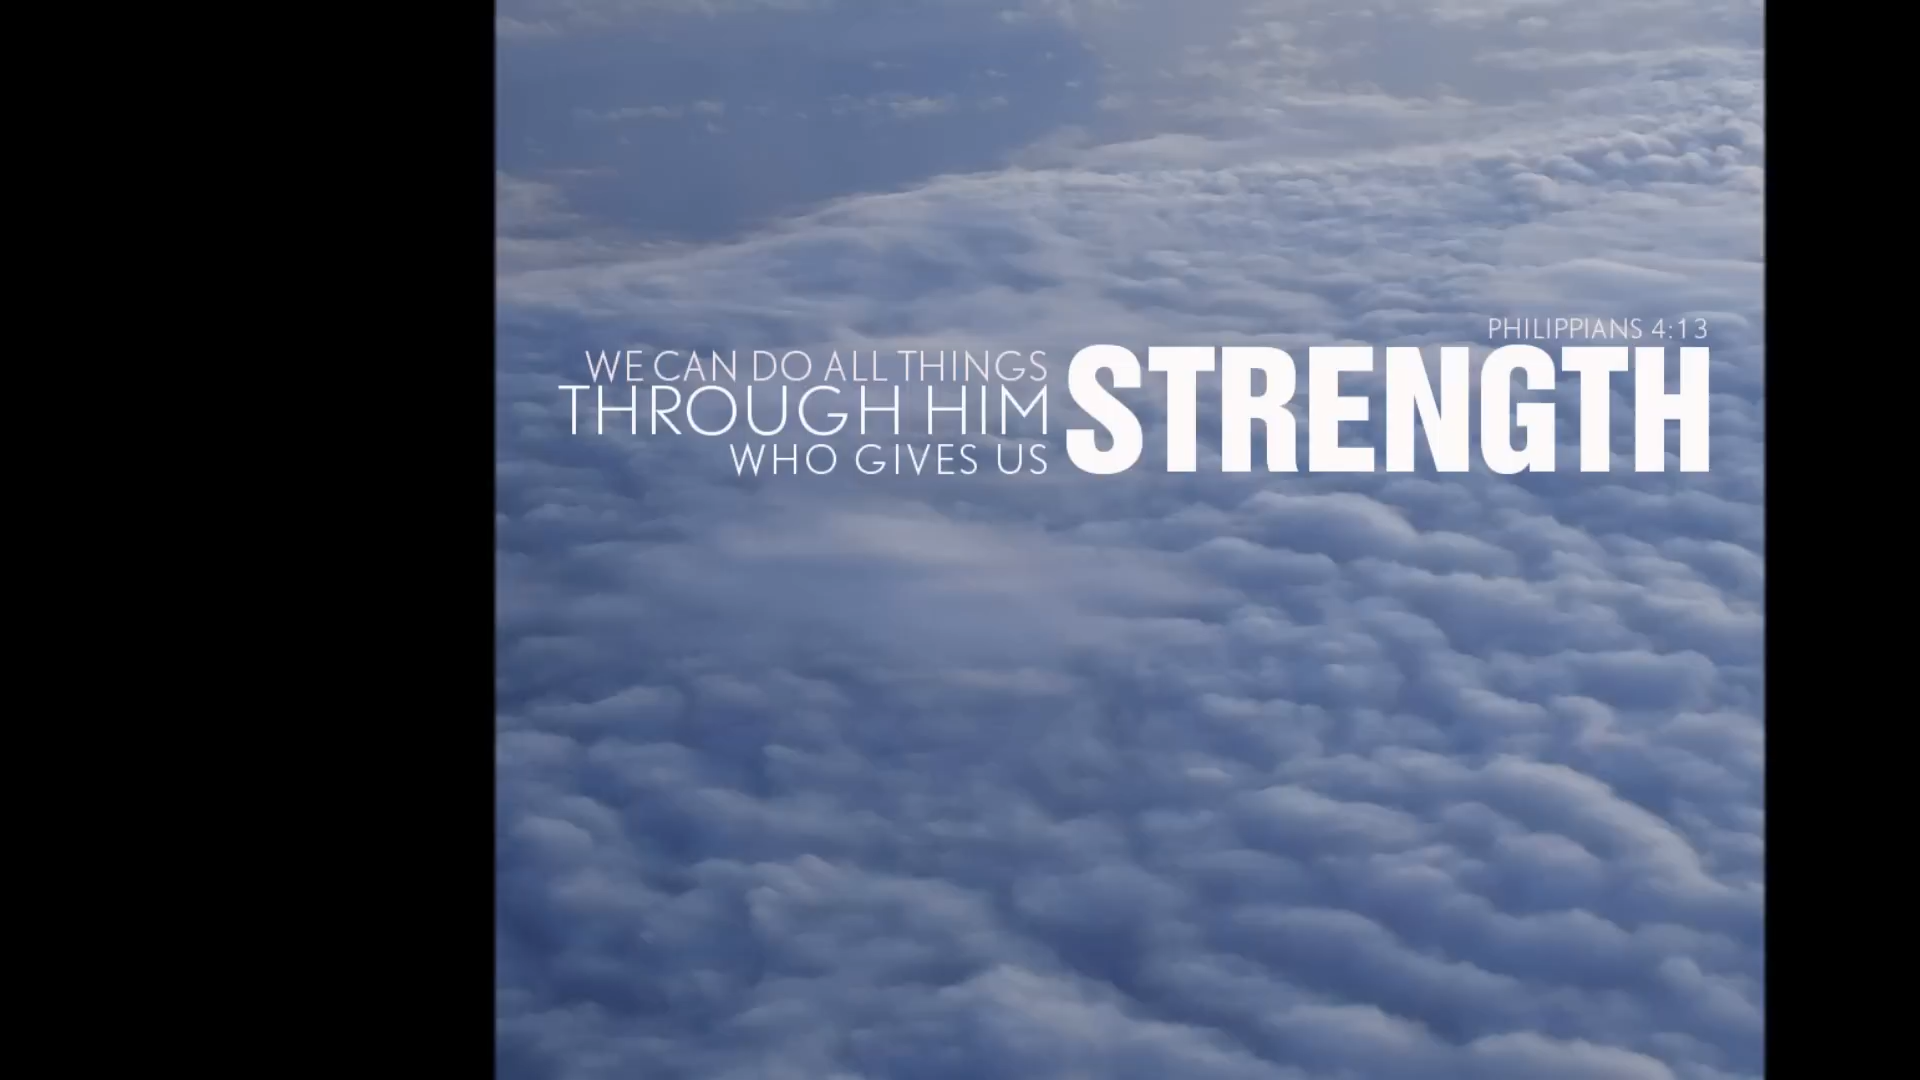 PHILIPPIANS 4:13
WE CAN DO ALL THINGS
THROUGH HIM
WHO GIVES US
STRENGTH